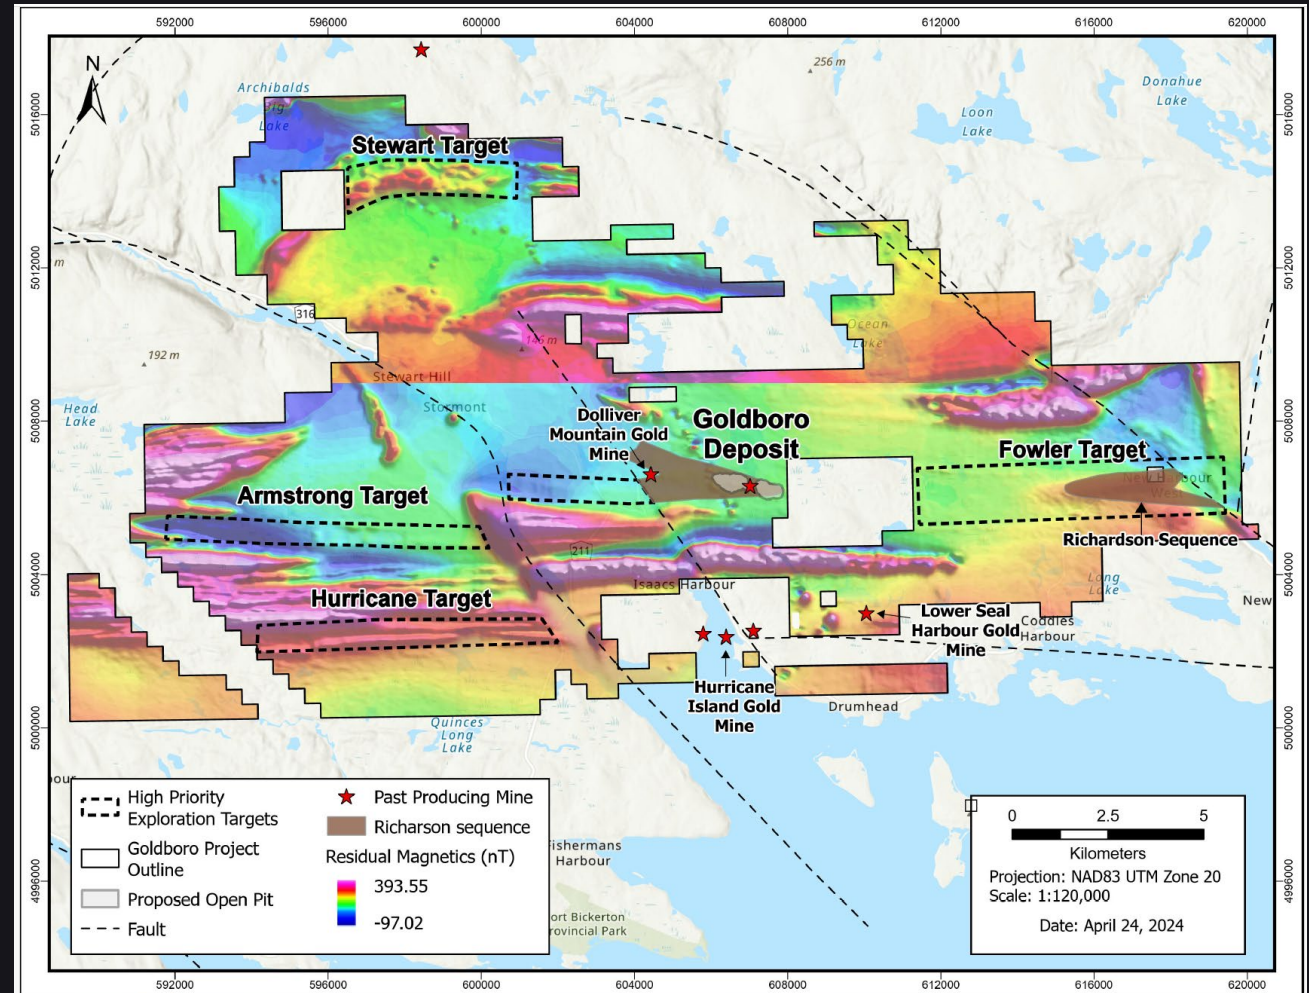 592000
596000
600000
604000
608000
612000
616000
620000
N
256 m
Archibalds
Big
Lake
Donahue
Lake
Loon
Lake
5016000
5016000
Stewart Target
5012000
5012000
m
316
146 m
Ocean
Lake
192 m
Stewart Hill
Stormont
Head
Lake
5008000
5008000
Dolliver
Mountain Gold
Mine
Goldboro
Deposit
Fowler Target
New Harbour
West
Armstrong Target
Richardson Sequence
211
5004000
5004000
Isaacs Harbour
Long
Lake
Hurricane Target
New
Lower Seal
Harbour Gold
Mine
Coddles
Harbour
Hurricane
Island Gold
Mine
Drumhead
Quinces
Long
Lake
5000000
5000000
our
High Priority
Exploration Targets
Goldboro Project
Outline
Proposed Open Pit
Fault
Past Producing Mine
Richarson sequence
Residual Magnetics (nT)
393.55
-97.02
Fishermans
Harbour
ort Bickerton
rovincial Park
4996000
4996000
0
2.5
5
Kilometers
Projection: NAD83 UTM Zone 20
Scale: 1:120,000
Date: April 24, 2024
592000
596000
600000
604000
608000
612000
616000
620000